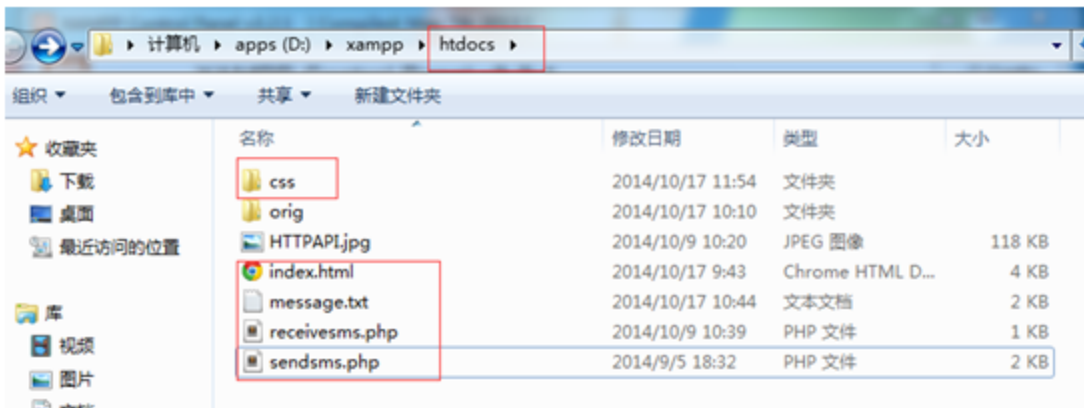 计算机 apps (D:) xampp htdocs
组织 包含到库中 共享 新建文件夹
收藏夹
下载
桌面
最近访问的位置
库
视频
图片
名称 修改日期 类型 大小
css 2014/10/17 11:54 文件夹
orig 2014/10/17 10:10 文件夹
HTTPAPI.jpg 2014/10/9 10:20 JPEG 图像 118 KB
index.html 2014/10/17 9:43 Chrome HTML D... 4 KB
message.txt 2014/10/17 10:44 文本文档 2 KB
receivesms.php 2014/10/9 10:39 PHP 文件 1 KB
sendsms.php 2014/9/5 18:32 PHP 文件 2 KB